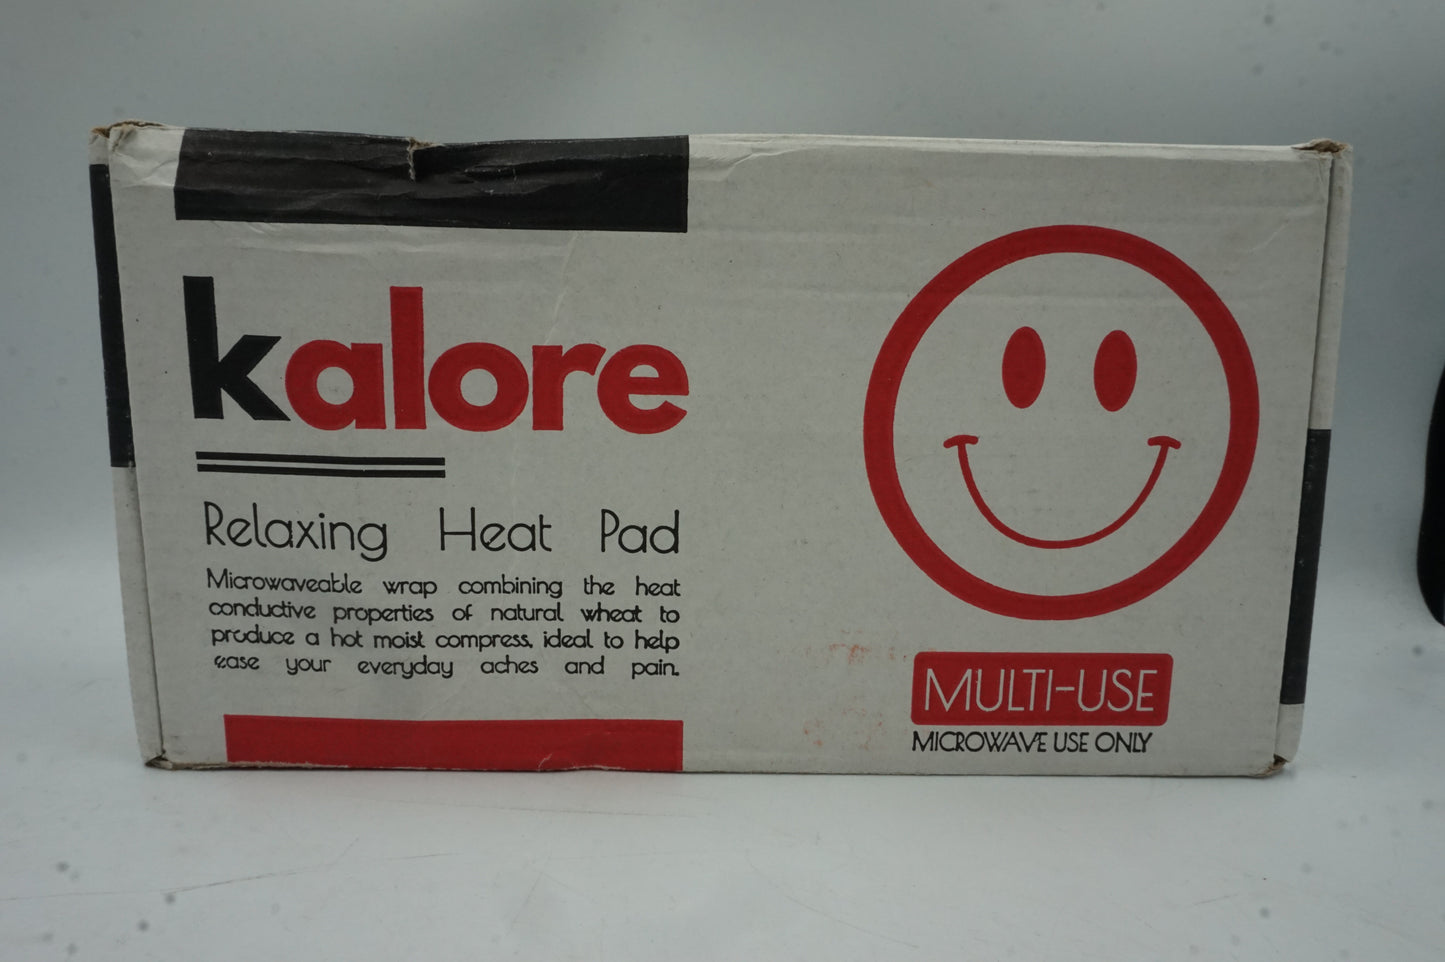 kalore
Relaxing Heat Pad
Microwaveable wrap combining the heat
conductive properties of natural wheat to
produce a hot moist compress, ideal to help
ease your everyday aches and pain.
MULTI-USE
MICROWAVE USE ONLY